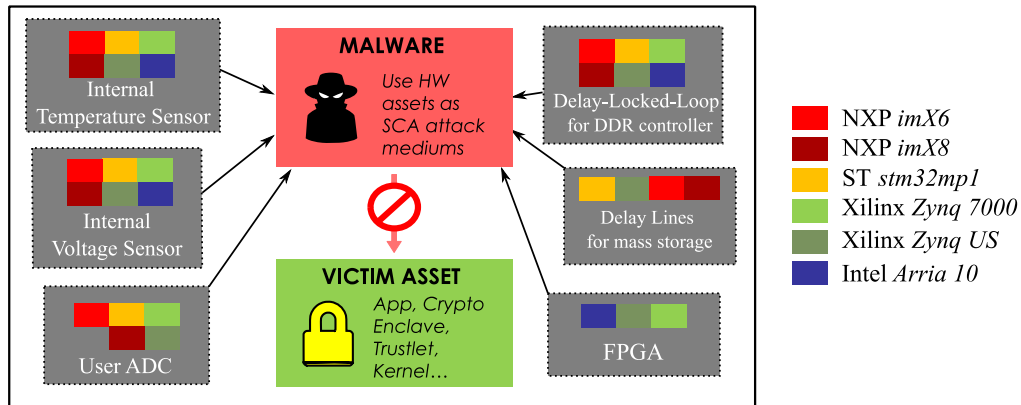 Internal
Temperature Sensor
Internal
Voltage Sensor
User ADC
MALWARE
Use HW
assets as
SCA attack
mediums
VICTIM ASSET
App, Crypto
Enclave,
Trustlet,
Kernel...
Delay-Locked-Loop
for DDR controller
Delay Lines
for mass storage
FPGA
NXP imX6
NXP imX8
ST stm32mp1
Xilinx Zynq 7000
Xilinx Zynq US
Intel Arria 10